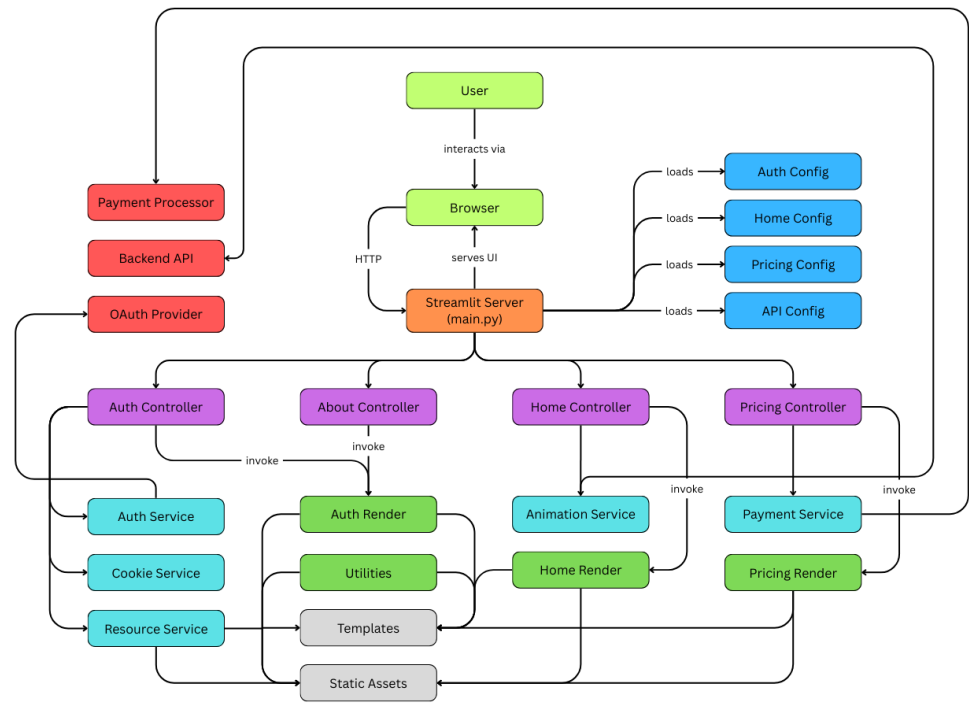 User
interacts via
loads
Auth Config
Payment Processor
Browser
loads
Home Config
Backend API
HTTP
serves UI
loads
Pricing Config
OAuth Provider
Streamlit Server
(main.py)
loads
API Config
Auth Controller
About Controller
Home Controller
Pricing Controller
invoke
invoke
invoke
invoke
Auth Service
Auth Render
Animation Service
Payment Service
Cookie Service
Utilities
Home Render
Pricing Render
Resource Service
Templates
Static Assets